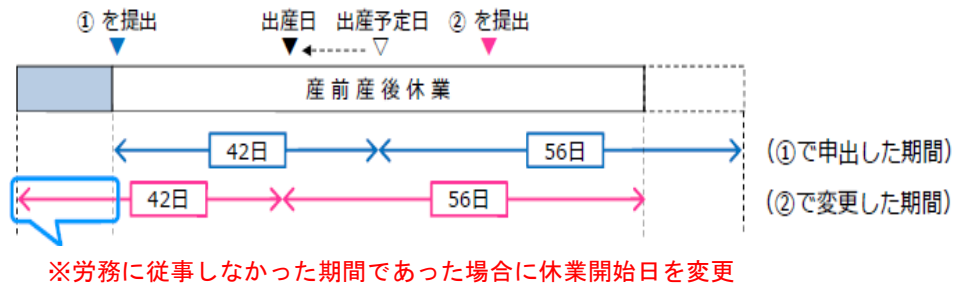 ① を提出 出産日 出産予定日 ② を提出
産前産後休業
42日 56日 (①で申出した期間)
42日 56日 (②で変更した期間)
※労務に従事しなかった期間であった場合に休業開始日を変更